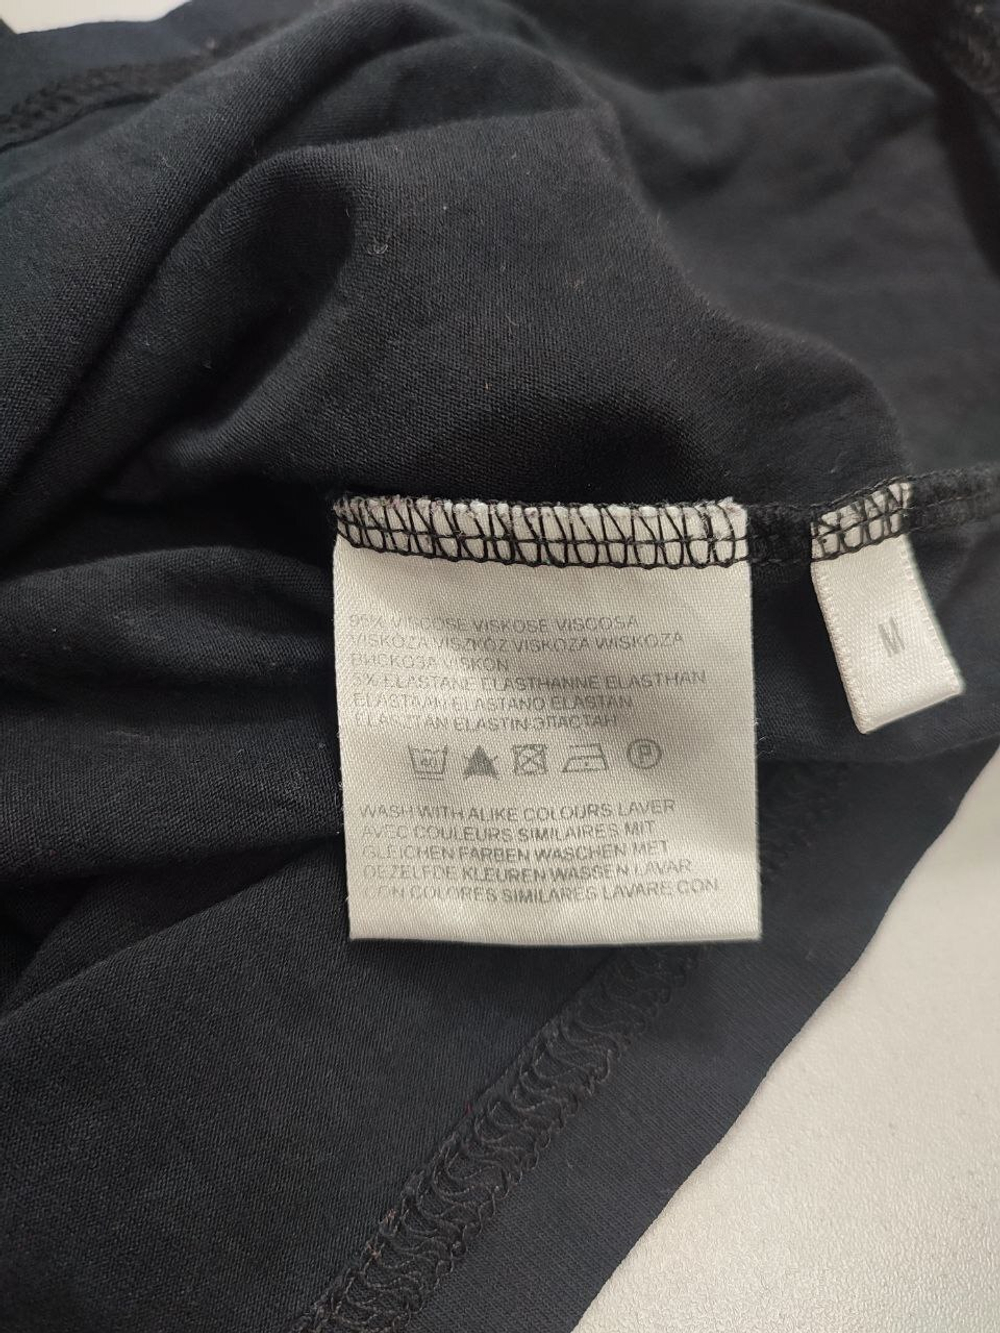 95% VISCOSE VISKOSE VISCOSA
VISKOZA VISZKÓZ VISKOZA WISKOZA
ВИСКОЗА VISKON
5% ELASTANE ELASTHANNE ELASTHAN
ELASTAAN ELASTANO ELASTAN
ELASZTÁN ELASTIN ЭЛАСТАН
40
P
WASH WITH ALIKE COLOURS LAVER
AVEC COULEURS SIMILAIRES MIT
GLEICHEN FARBEN WASCHEN MET
DEZELFDE KLEUREN WASSEN LAVAR
CON COLORES SIMILARES LAVARE CON
M